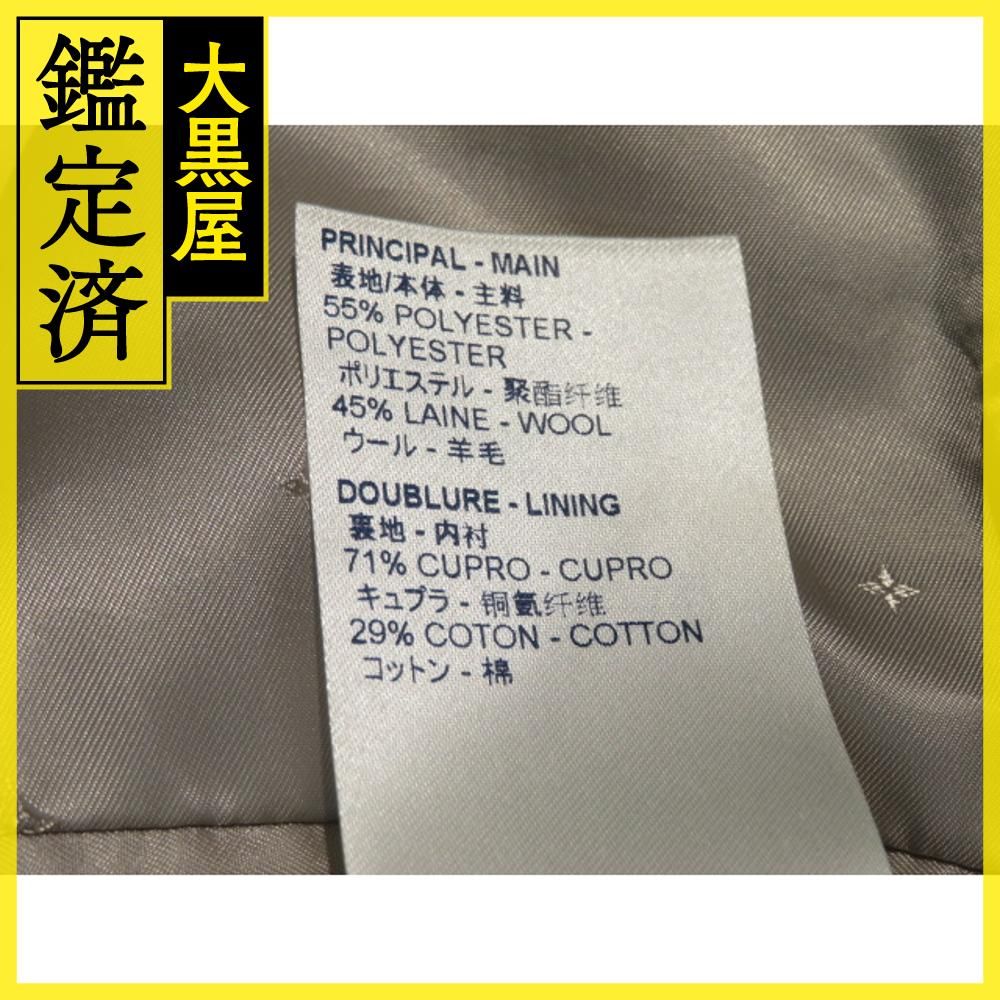 鑑定済
大黒屋
PRINCIPAL - MAIN
表地/本体 - 主料
55% POLYESTER -
POLYESTER
ポリエステル - 聚酯纤维
45% LAINE - WOOL
ウール - 羊毛
DOUBLURE - LINING
裏地 - 内衬
71% CUPRO - CUPRO
キュプラ - 铜氨纤维
29% COTON - COTTON
コットン - 棉